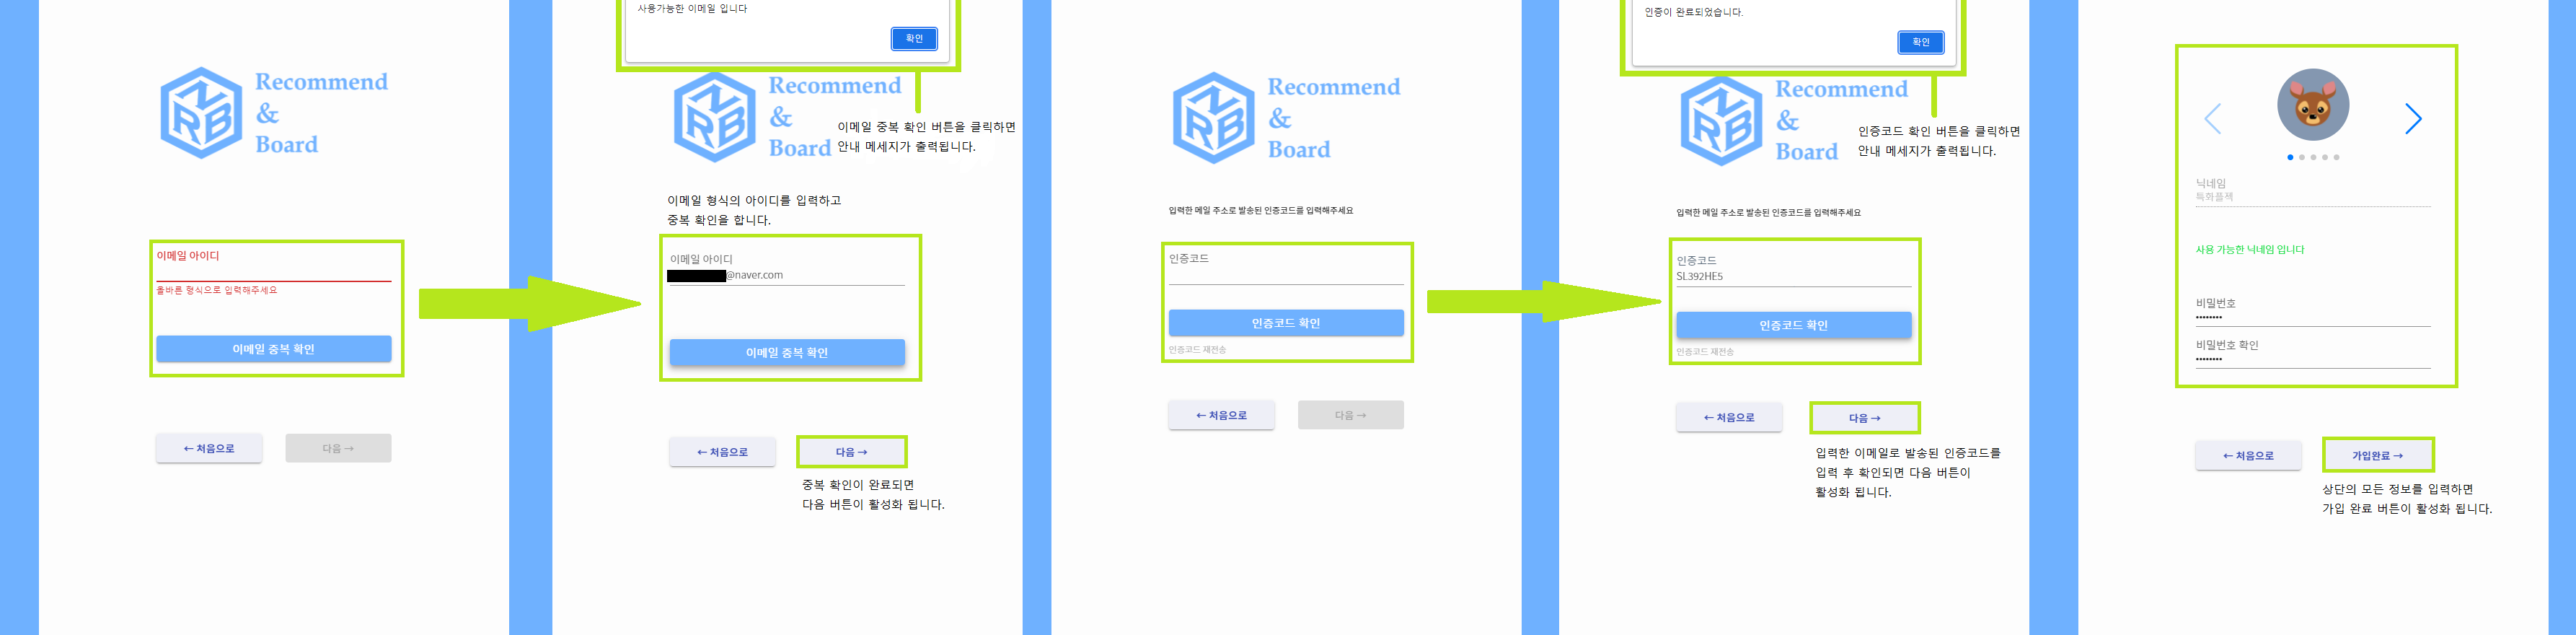 Recommend
&
Board
이메일 아이디
올바른 형식으로 입력해주세요
이메일 중복 확인
← 처음으로
다음 →
사용가능한 이메일 입니다
확인
Recommend
&
Board
이메일 중복 확인 버튼을 클릭하면
안내 메세지가 출력됩니다.
이메일 형식의 아이디를 입력하고
중복 확인을 합니다.
이메일 아이디
@naver.com
이메일 중복 확인
← 처음으로
다음 →
중복 확인이 완료되면
다음 버튼이 활성화 됩니다.
Recommend
&
Board
입력한 메일 주소로 발송된 인증코드를 입력해주세요
인증코드
인증코드 확인
인증코드 재전송
← 처음으로
다음 →
인증이 완료되었습니다.
확인
Recommend
&
Board
인증코드 확인 버튼을 클릭하면
안내 메세지가 출력됩니다.
입력한 메일 주소로 발송된 인증코드를 입력해주세요
인증코드
SL392HE5
인증코드 확인
인증코드 재전송
← 처음으로
다음 →
입력한 이메일로 발송된 인증코드를
입력 후 확인되면 다음 버튼이
활성화 됩니다.
닉네임
특화플젝
사용 가능한 닉네임 입니다
비밀번호
••••••••
비밀번호 확인
••••••••
← 처음으로
가입완료 →
상단의 모든 정보를 입력하면
가입 완료 버튼이 활성화 됩니다.